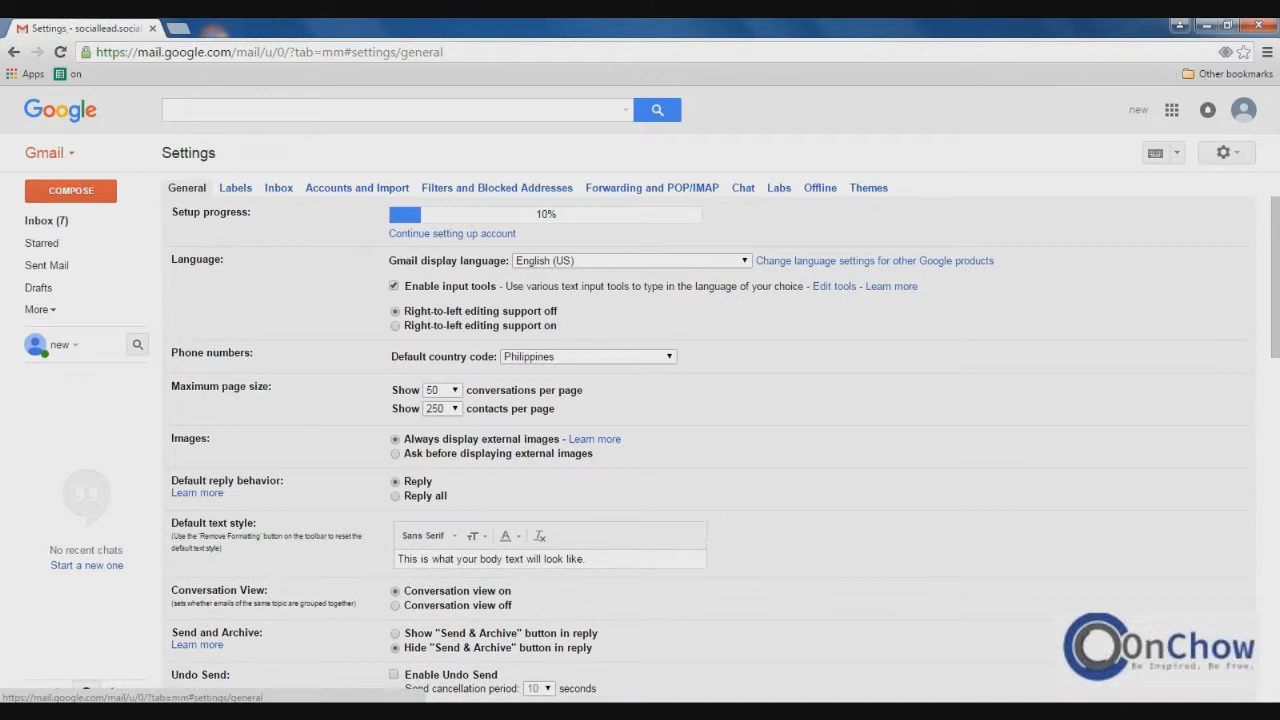 Settings - sociallead.social
https://mail.google.com/mail/u/0/?tab=mm#settings/general
Apps on Other bookmarks
Google new
Gmail Settings
COMPOSE General Labels Inbox Accounts and Import Filters and Blocked Addresses Forwarding and POP/IMAP Chat Labs Offline Themes
Setup progress: 10%
Inbox (7)
Continue setting up account
Starred
Language: Gmail display language: English (US) Change language settings for other Google products
Sent Mail
Drafts Enable input tools - Use various text input tools to type in the language of your choice - Edit tools - Learn more
More Right-to-left editing support off
Right-to-left editing support on
new Phone numbers: Default country code: Philippines
Maximum page size: Show 50 conversations per page
Show 250 contacts per page
Images: Always display external images - Learn more
Ask before displaying external images
Default reply behavior: Reply
Learn more Reply all
Default text style: Sans Serif
(Use the 'Remove Formatting' button on the toolbar to reset the
default text style)
No recent chats This is what your body text will look like.
Start a new one
Conversation View: Conversation view on
(sets whether emails of the same topic are grouped together) Conversation view off
Send and Archive: Show "Send & Archive" button in reply
Learn more Hide "Send & Archive" button in reply
OnChow
Be Inspired. Be Free.
Undo Send: Enable Undo Send
Send cancellation period: 10 seconds
https://mail.google.com/mail/u/0/?tab=mm#settings/general